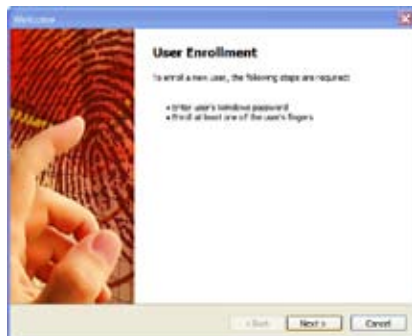 Welcome
User Enrollment
To enroll a new user, the following steps are required:
• Enter user's Windows password
• Enroll at least one of the user's fingers
< Back
Next >
Cancel